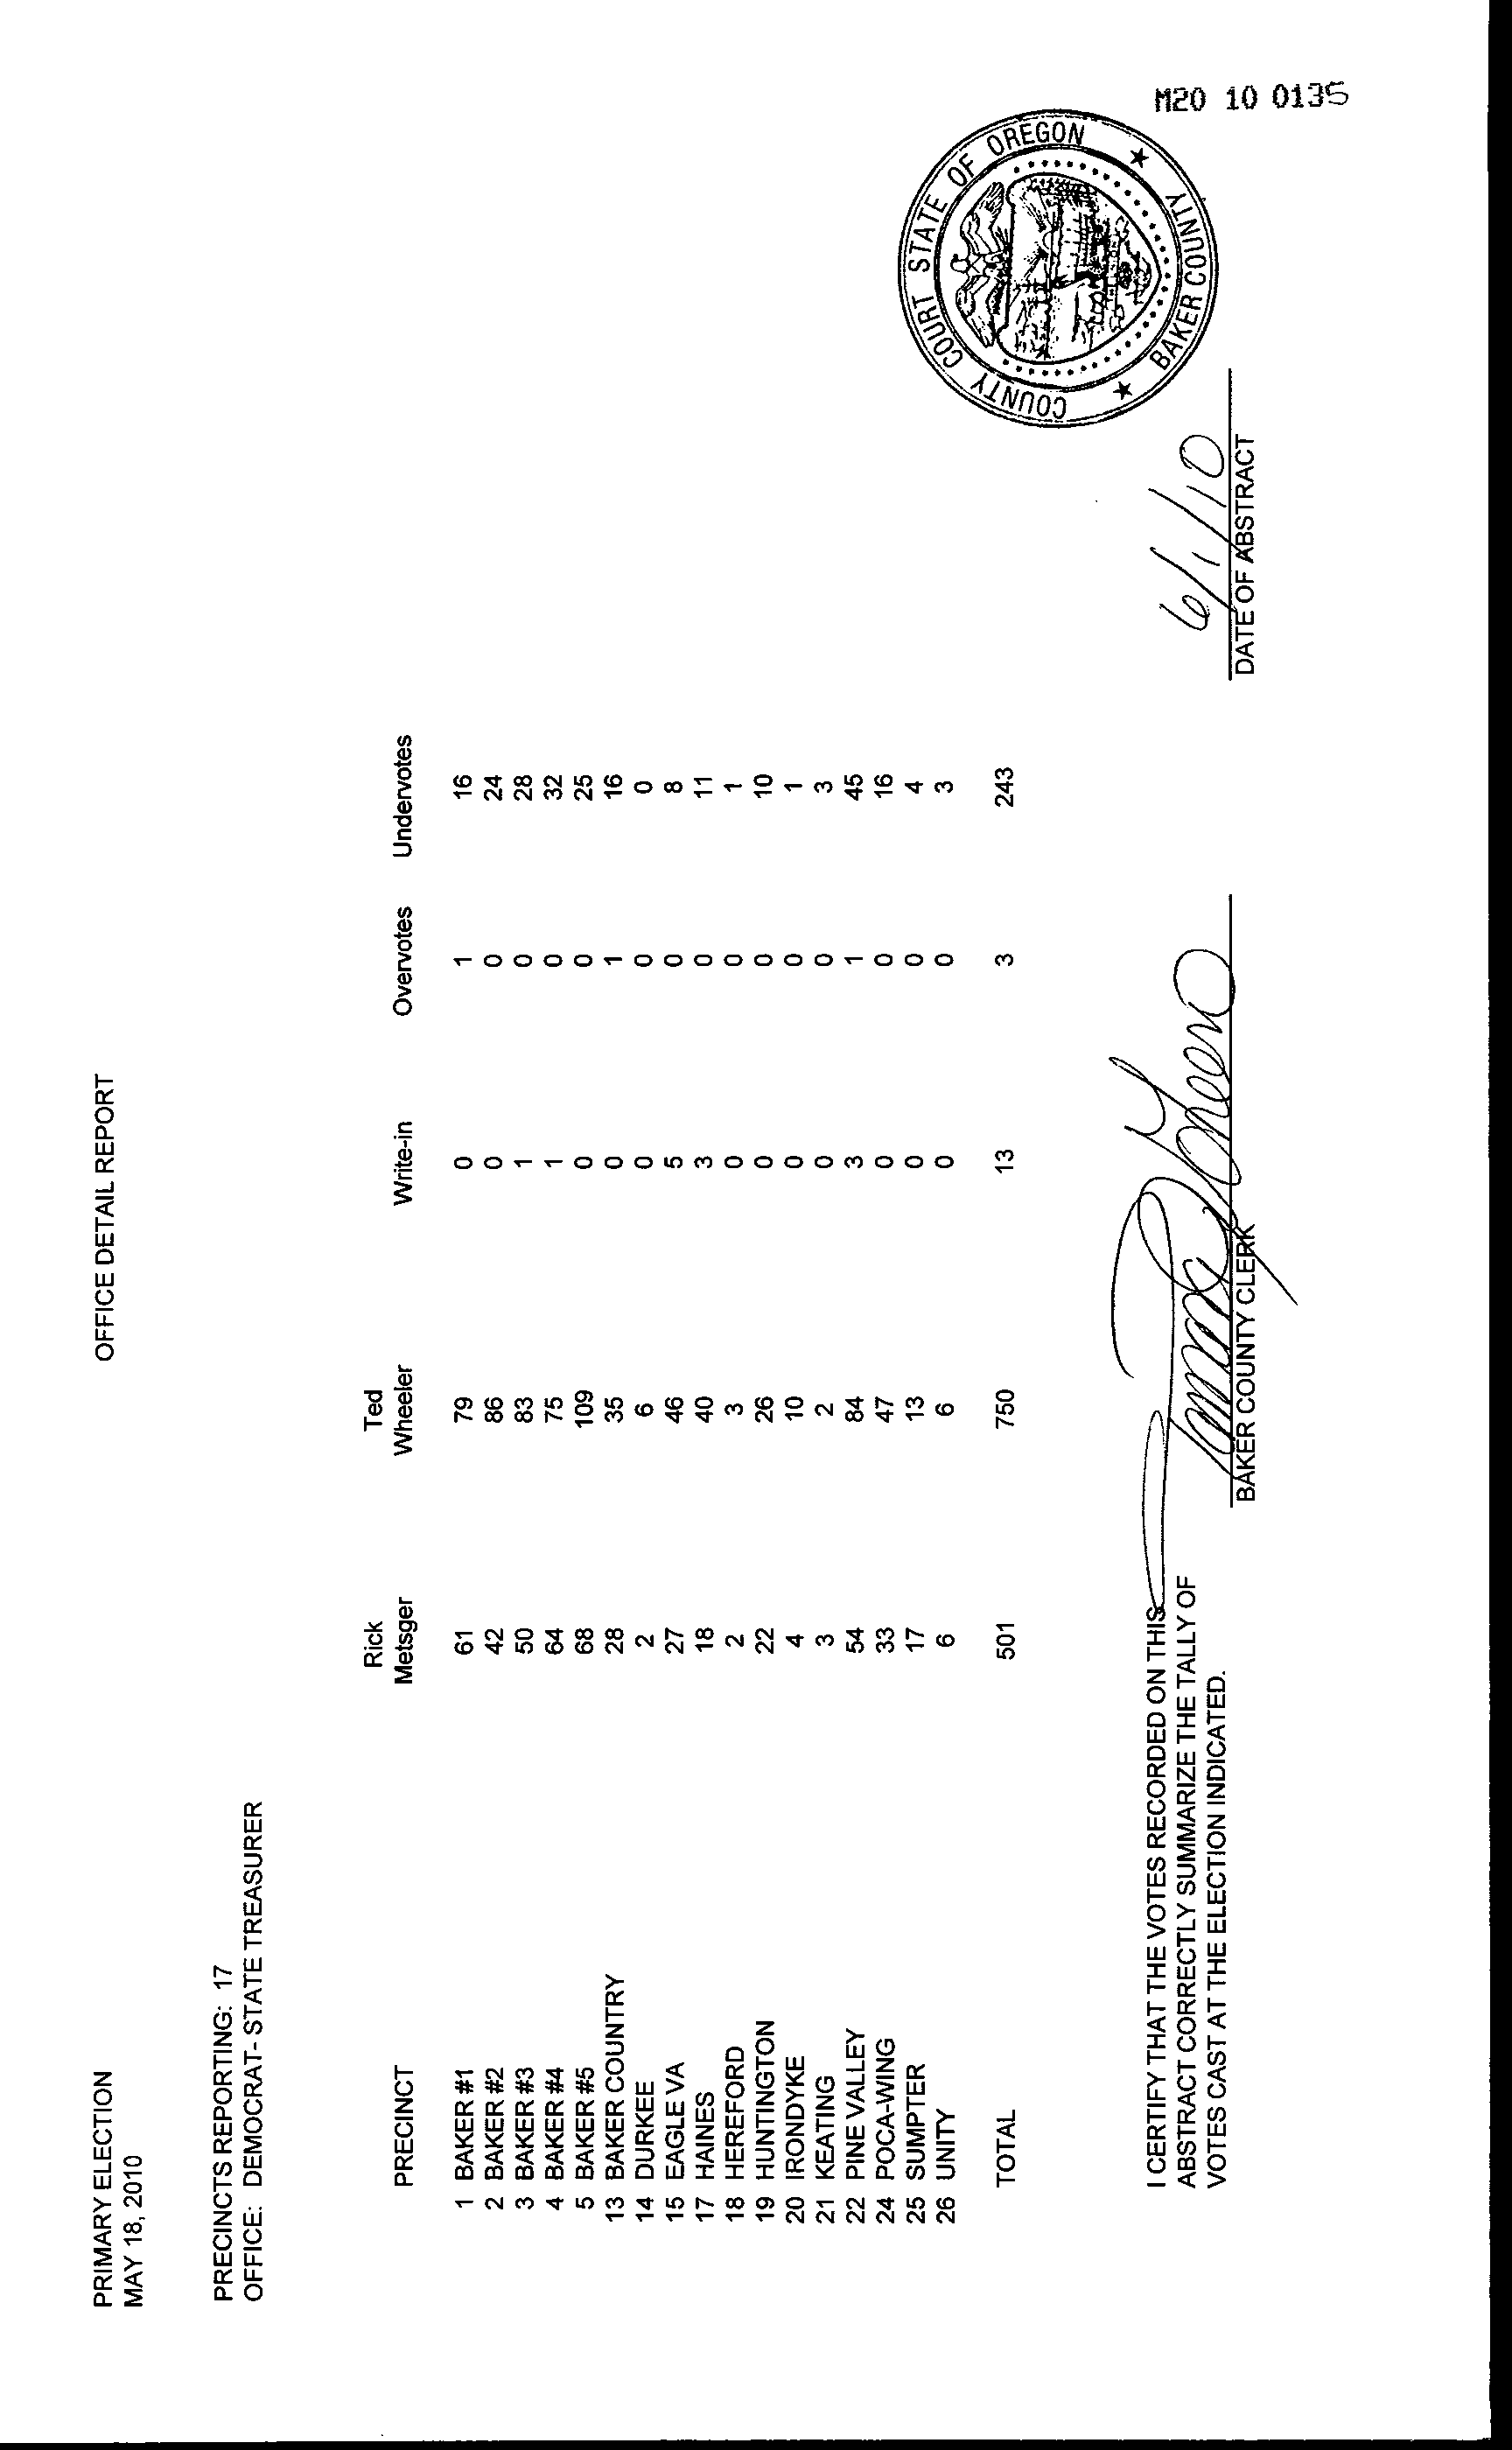 OFFICE DETAIL REPORT
PRIMARY ELECTION
MAY 18, 2010
PRECINCTS REPORTING: 17
OFFICE: DEMOCRAT- STATE TREASURER
Rick Ted
PRECINCT Metsger Wheeler Write-in Overvotes Undervotes
1 BAKER #1 61 79 0 1 16
2 BAKER #2 42 86 0 0 24
3 BAKER #3 50 83 1 0 28
4 BAKER #4 64 75 1 0 32
5 BAKER #5 68 109 0 0 25
13 BAKER COUNTRY 28 35 0 1 16
14 DURKEE 2 6 0 0 0
15 EAGLE VA 27 46 5 0 8
17 HAINES 18 40 3 0 11
18 HEREFORD 2 3 0 0 1
19 HUNTINGTON 22 26 0 0 10
20 IRONDYKE 4 10 0 0 1
21 KEATING 3 2 0 0 3
22 PINE VALLEY 54 84 3 1 45
24 POCA-WING 33 47 0 0 16
25 SUMPTER 17 13 0 0 4
26 UNITY 6 6 0 0 3
TOTAL 501 750 13 3 243
I CERTIFY THAT THE VOTES RECORDED ON THIS
ABSTRACT CORRECTLY SUMMARIZE THE TALLY OF
VOTES CAST AT THE ELECTION INDICATED.
BAKER COUNTY CLERK
6/1/10
DATE OF ABSTRACT
COUNTY COURT STATE OF OREGON
★ BAKER COUNTY ★
M20 10 0135